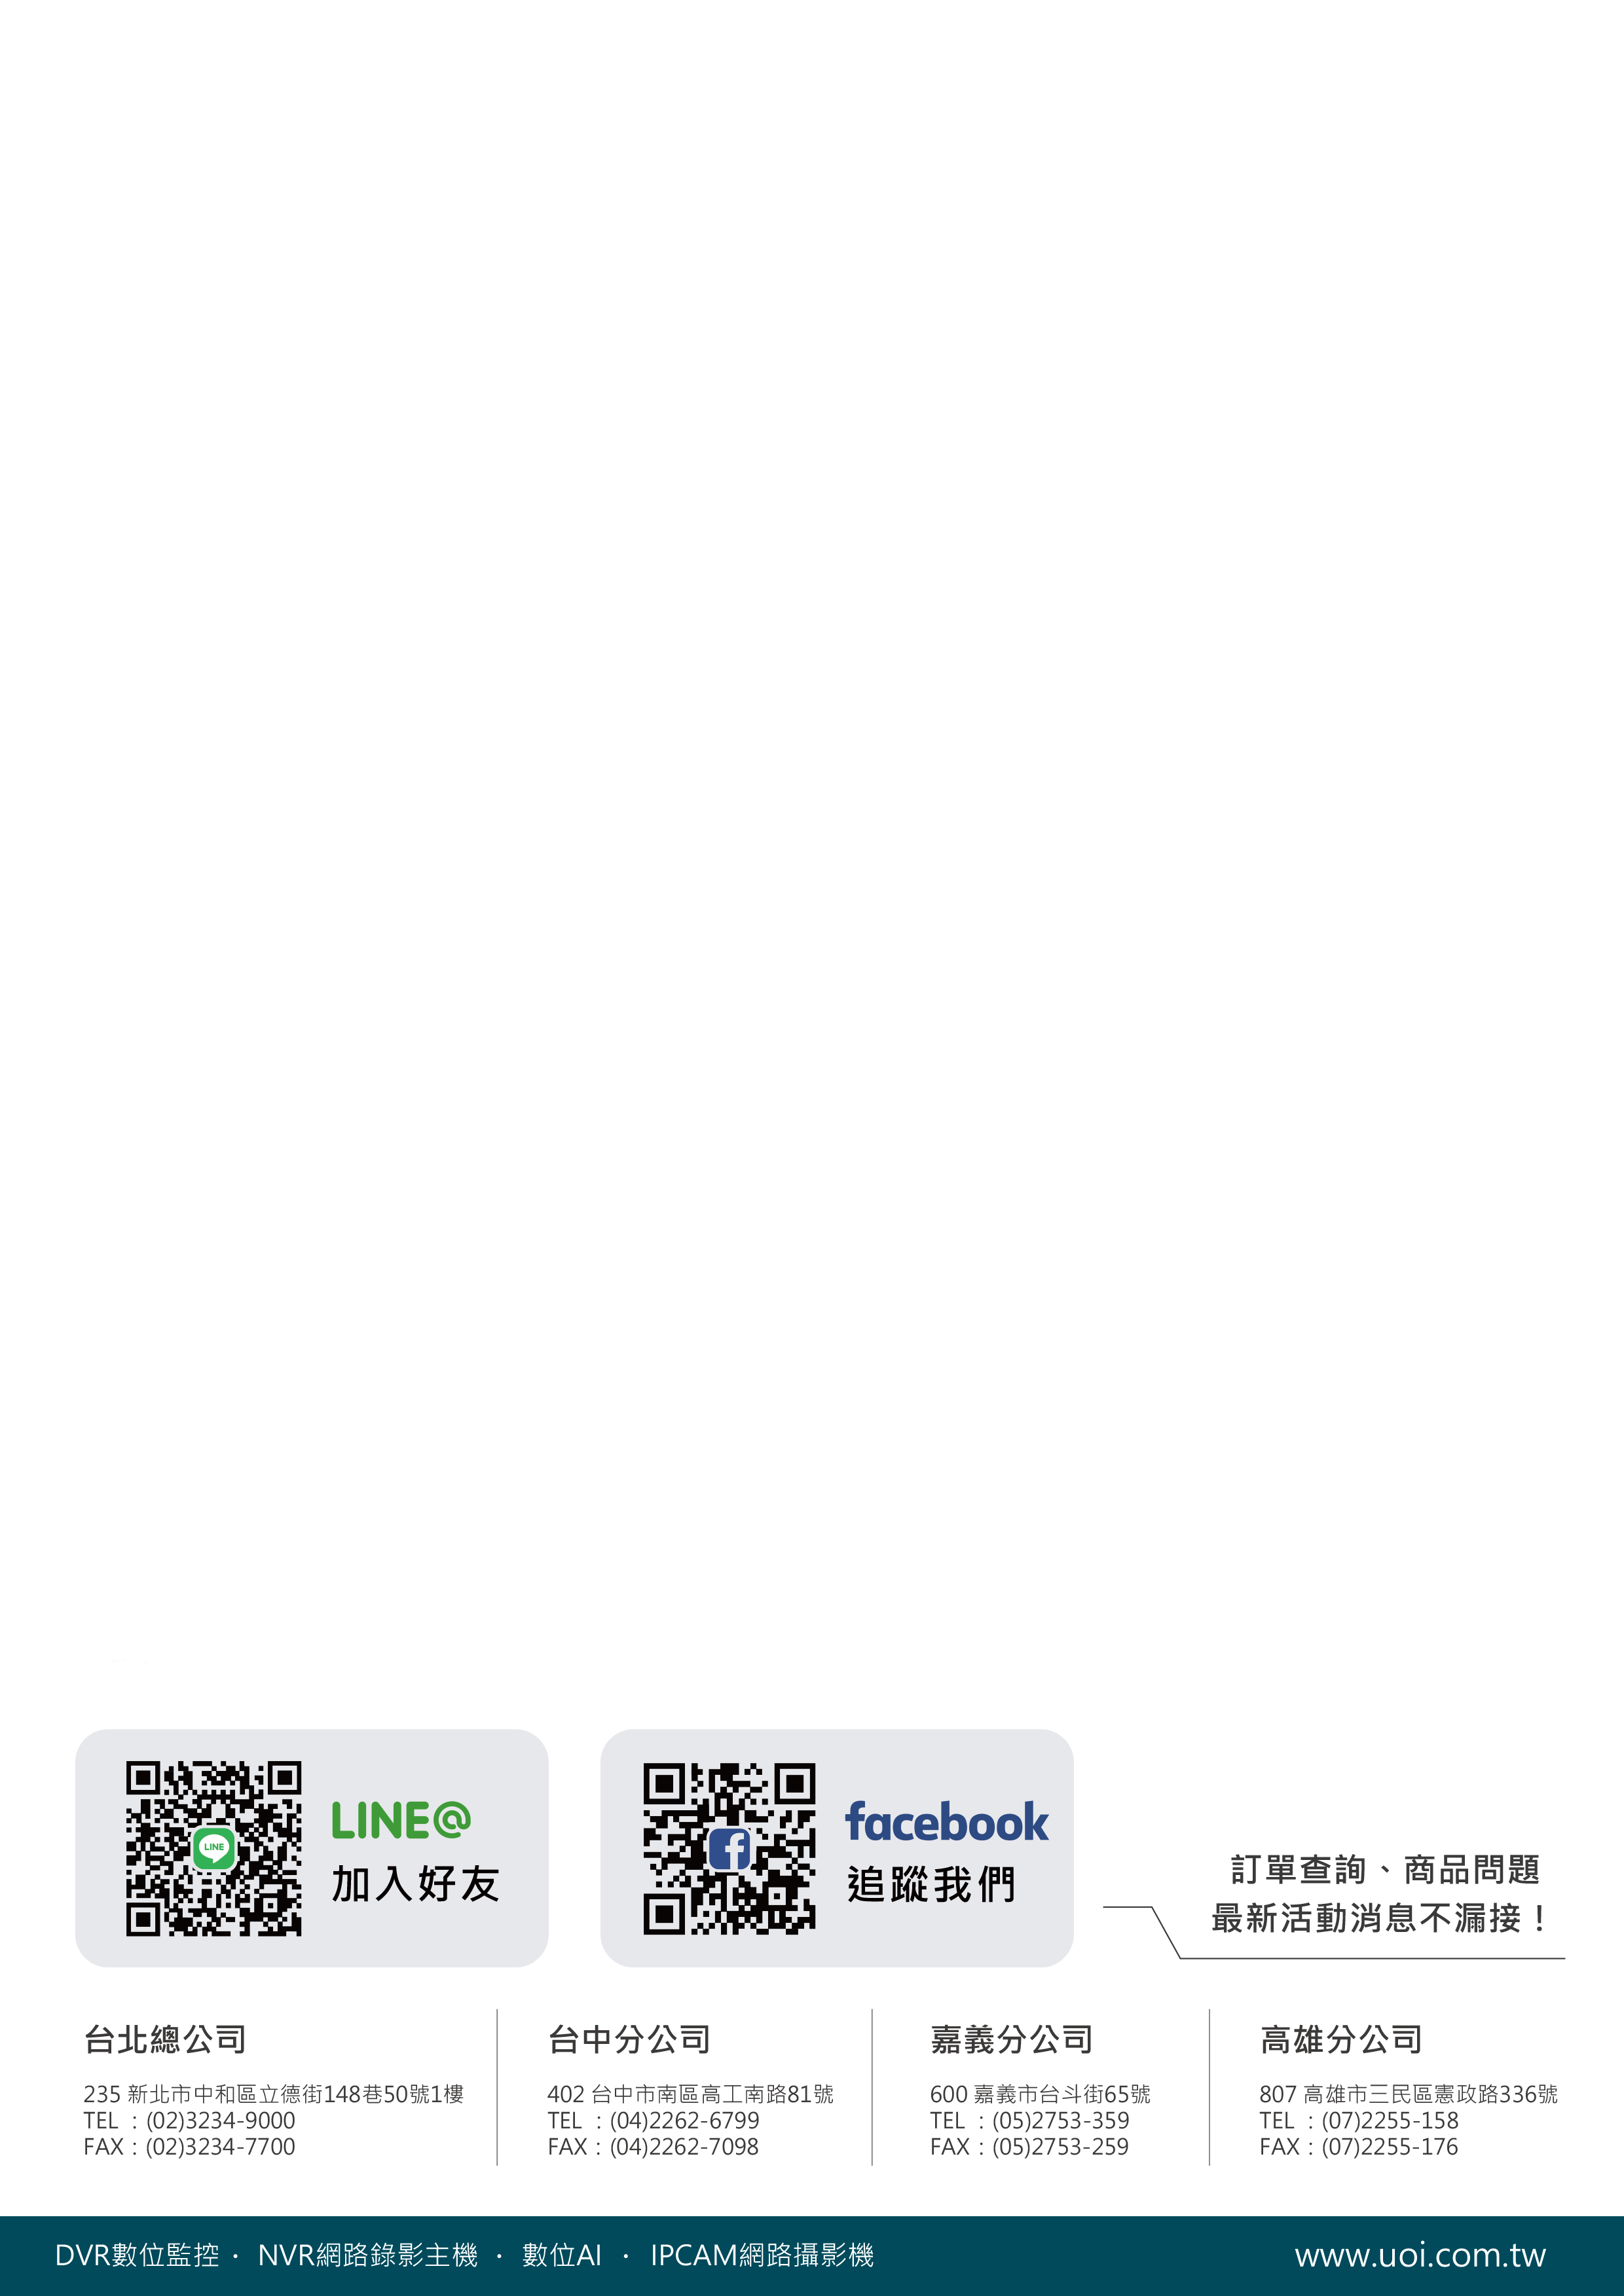 LINE
LINE@
加入好友
facebook
追蹤我們
訂單查詢、商品問題
最新活動消息不漏接！
台北總公司
235 新北市中和區立德街148巷50號1樓
TEL ：(02)3234-9000
FAX：(02)3234-7700
台中分公司
402 台中市南區高工南路81號
TEL ：(04)2262-6799
FAX：(04)2262-7098
嘉義分公司
600 嘉義市台斗街65號
TEL ：(05)2753-359
FAX：(05)2753-259
高雄分公司
807 高雄市三民區憲政路336號
TEL ：(07)2255-158
FAX：(07)2255-176
DVR數位監控 · NVR網路錄影主機 · 數位AI · IPCAM網路攝影機
www.uoi.com.tw